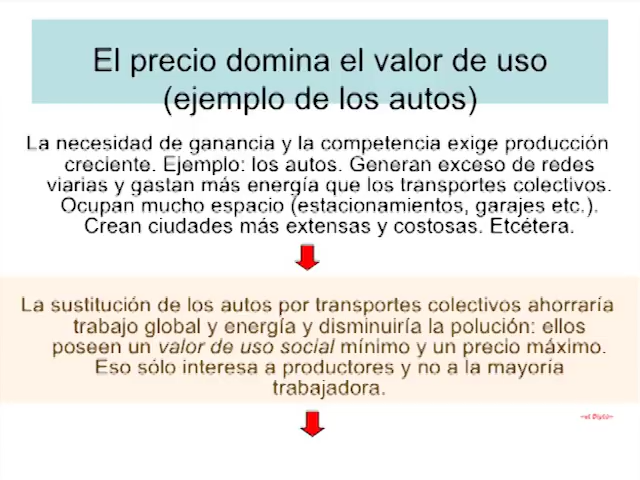 El precio domina el valor de uso
(ejemplo de los autos)
La necesidad de ganancia y la competencia exige producción
creciente. Ejemplo: los autos. Generan exceso de redes
viarias y gastan más energía que los transportes colectivos.
Ocupan mucho espacio (estacionamientos, garajes etc.).
Crean ciudades más extensas y costosas. Etcétera.
La sustitución de los autos por transportes colectivos ahorraría
trabajo global y energía y disminuiría la polución: ellos
poseen un valor de uso social mínimo y un precio máximo.
Eso sólo interesa a productores y no a la mayoría
trabajadora.